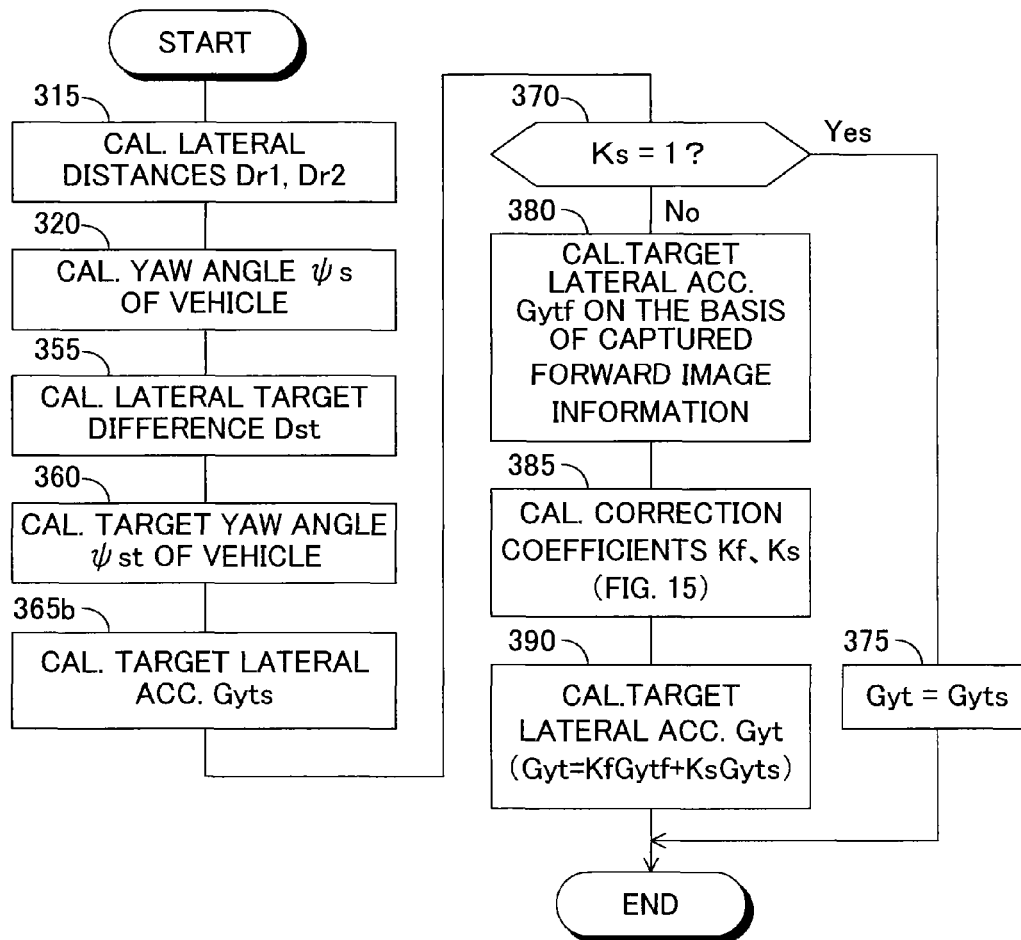 START
315
CAL. LATERAL
DISTANCES Dr1, Dr2
320
CAL. YAW ANGLE ψs
OF VEHICLE
355
CAL. LATERAL TARGET
DIFFERENCE Dst
360
CAL. TARGET YAW ANGLE
ψst OF VEHICLE
365b
CAL. TARGET LATERAL
ACC. Gyts
370
Ks = 1?
Yes
No
380
CAL.TARGET
LATERAL ACC.
Gytf ON THE BASIS
OF CAPTURED
FORWARD IMAGE
INFORMATION
385
CAL. CORRECTION
COEFFICIENTS Kf、Ks
(FIG. 15)
390
CAL.TARGET
LATERAL ACC. Gyt
(Gyt=KfGytf+KsGyts)
375
Gyt = Gyts
END